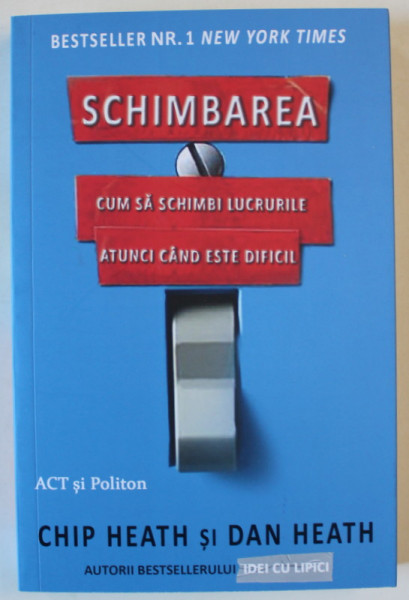 BESTSELLER NR. 1 NEW YORK TIMES
SCHIMBAREA
CUM SĂ SCHIMBI LUCRURILE
ATUNCI CÂND ESTE DIFICIL
ACT și Politon
CHIP HEATH ȘI DAN HEATH
AUTORII BESTSELLERULUI IDEI CU LIPICI